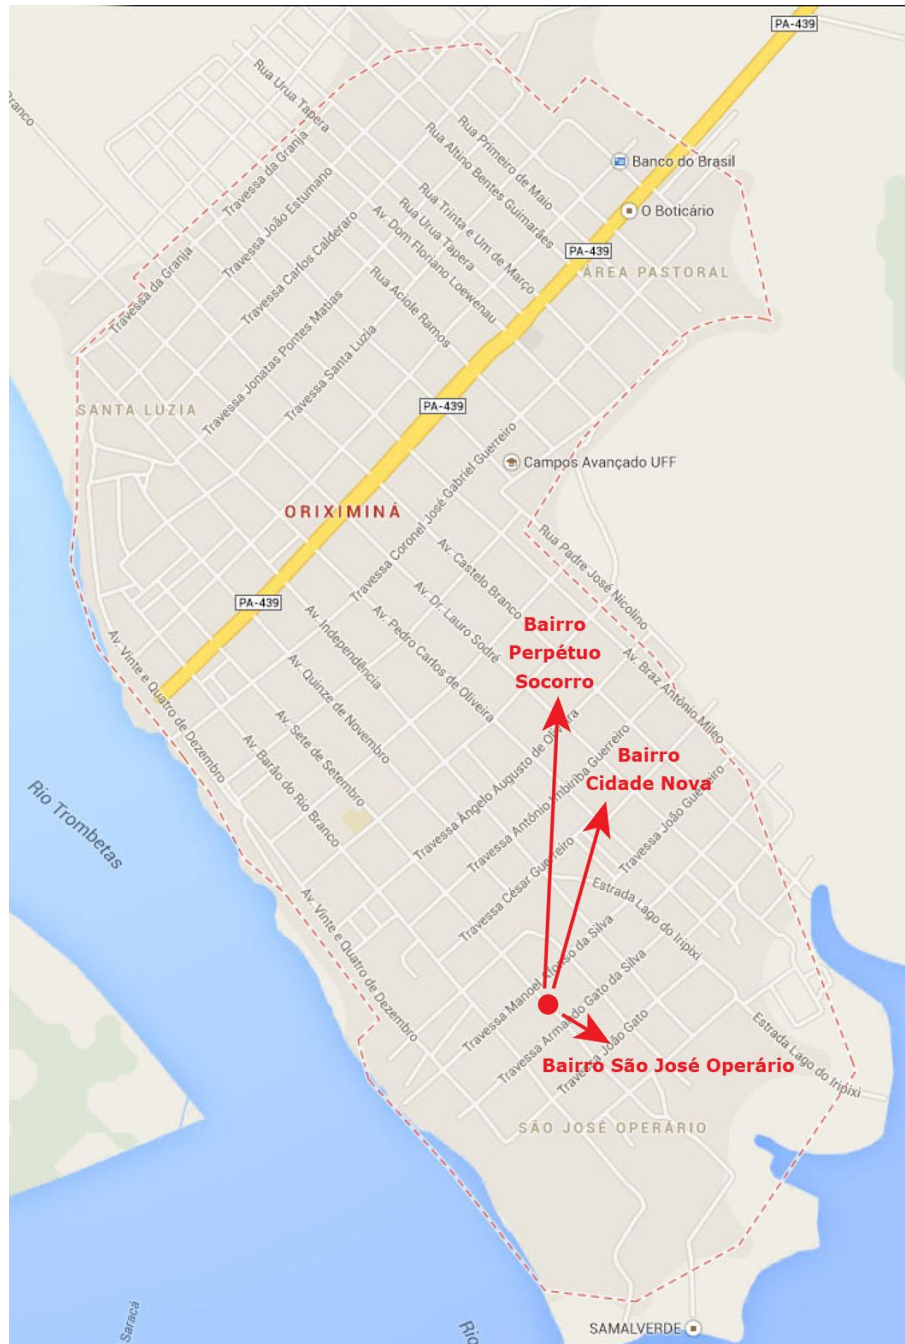 PA-439
Branco
Rua Urua Tapera
Travessa da Granja
Rua Primeiro de Maio
Rua Altino Bentes Guimarães
Banco do Brasil
Travessa João Estumano
O Boticário
Rua Trinta e Um de Março
Rua Urua Tapera
Av. Dom Floriano Loewenau
Travessa Carlos Calderaro
PA-439
ÁREA PASTORAL
Travessa da Granja
Rua Aciole Ramos
Travessa Jonatas Pontes Matias
Travessa Santa Luzia
SANTA LUZIA
PA-439
Travessa Coronel José Gabriel Guerreiro
Campos Avançado UFF
ORIXIMINÁ
Rua Padre José Nicolino
Av. Castelo Branco
PA-439
Av. Dr. Lauro Sodré
Av. Independência
Av. Pedro Carlos de Oliveira
Bairro
Perpétuo
Socorro
Av. Vinte e Quatro de Dezembro
Av. Braz Antônio Mileo
Av. Quinze de Novembro
Av. Sete de Setembro
Av. Barão do Rio Branco
Travessa Ângelo Augusto de Oliveira
Travessa Antônio Imbiriba Guerreiro
Bairro
Cidade Nova
Rio Trombetas
Travessa João Guerreiro
Travessa César Guerreiro
Estrada Lago do Iripixi
Av. Vinte e Quatro de Dezembro
Travessa Manoel Afonso da Silva
Travessa Armando Gato da Silva
Travessa João Gato
Estrada Lago do Iripixi
Bairro São José Operário
SÃO JOSÉ OPERÁRIO
Saracá
Rio
SAMALVERDE